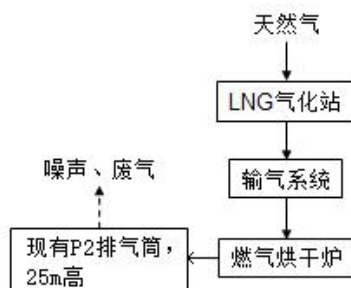 天然气
LNG气化站
噪声、废气
输气系统
现有P2排气筒，
25m高
燃气烘干炉